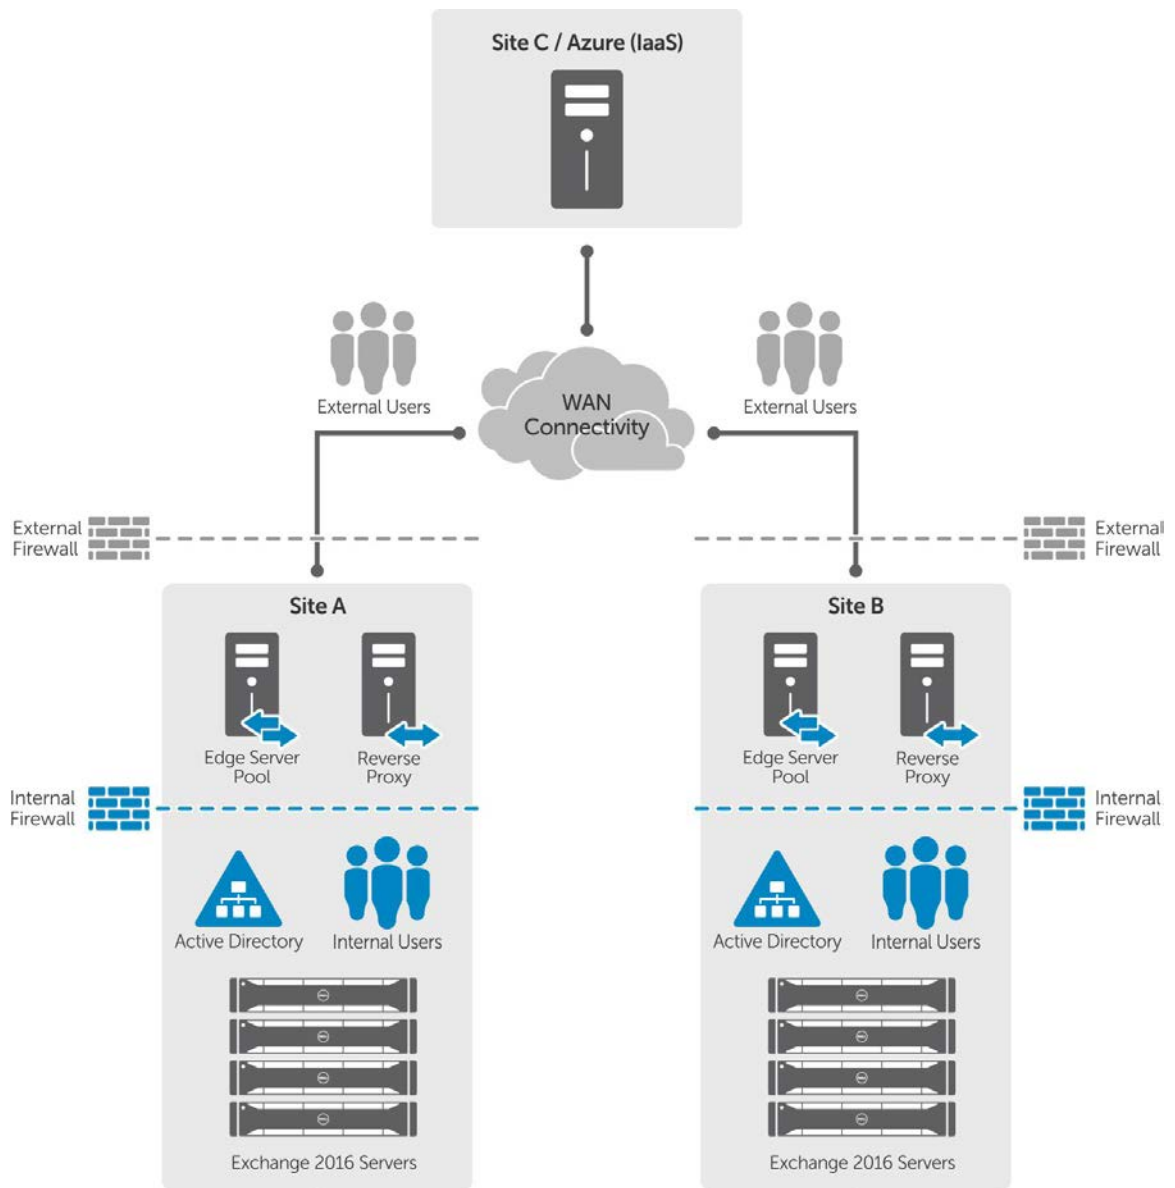 Site C / Azure (IaaS)
External Users
WAN
Connectivity
External Users
External
Firewall
External
Firewall
Site A
Edge Server
Pool
Reverse
Proxy
Site B
Edge Server
Pool
Reverse
Proxy
Internal
Firewall
Internal
Firewall
Active Directory
Internal Users
Active Directory
Internal Users
Exchange 2016 Servers
Exchange 2016 Servers